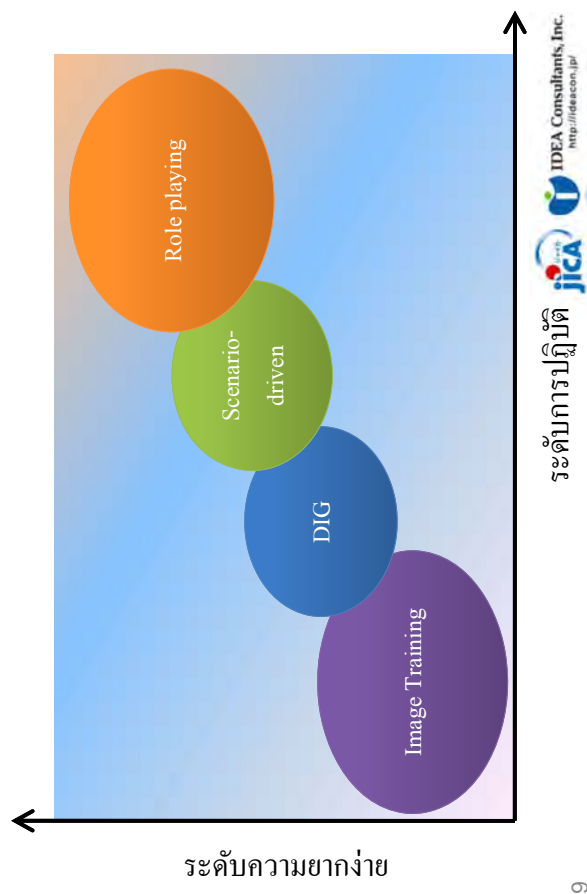 ระดับความยากง่าย
Role playing
Scenario-
driven
DIG
Image Training
ระดับการปฏิบัติ
jica
IDEA Consultants, Inc.
http://ideacon.jp/
9